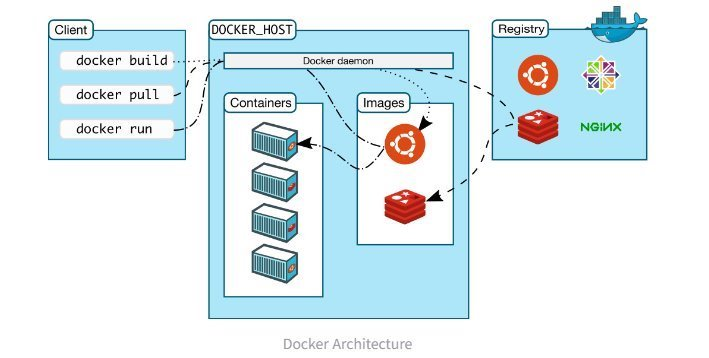 Client
DOCKER_HOST
Registry
docker build
Docker daemon
docker pull
Containers
Images
docker run
NGINX
Docker Architecture